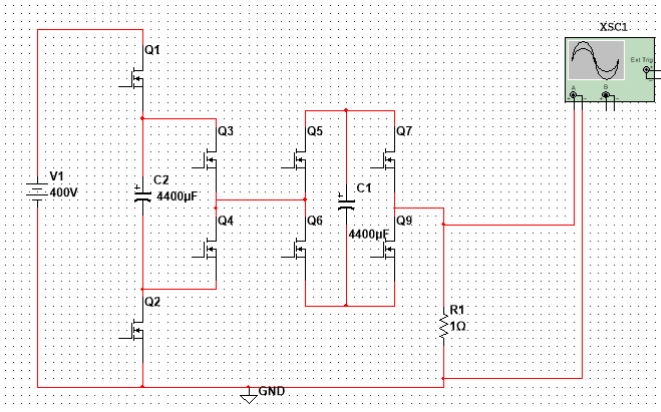 XSC1
Ext Trig
+
-
A
B
+ - + -
Q1
Q3
Q5
Q7
V1
400V
C2
4400µF
+
C1
4400µF
+
Q4
Q6
Q9
Q2
R1
1Ω
GND